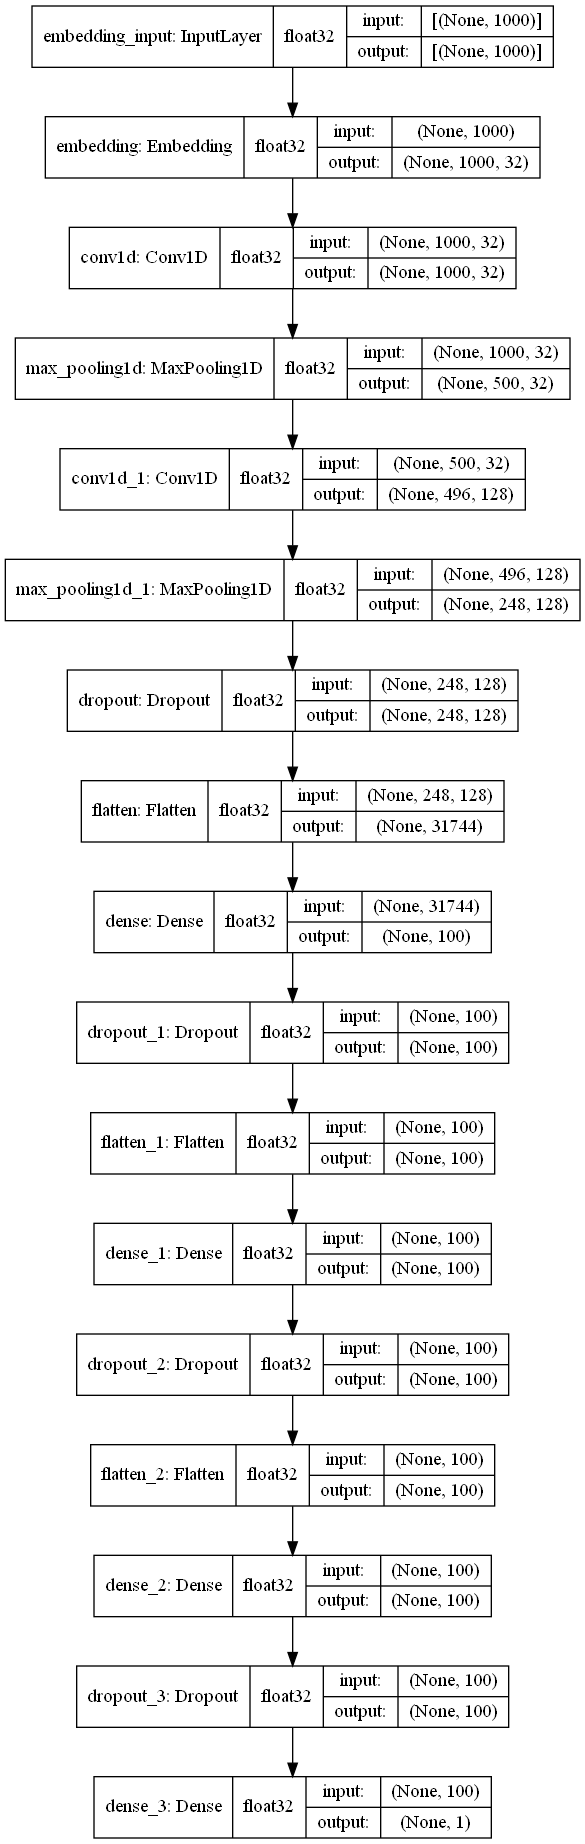 embedding_input: InputLayer float32 input: [(None, 1000)]
output: [(None, 1000)]
embedding: Embedding float32 input: (None, 1000)
output: (None, 1000, 32)
conv1d: Conv1D float32 input: (None, 1000, 32)
output: (None, 1000, 32)
max_pooling1d: MaxPooling1D float32 input: (None, 1000, 32)
output: (None, 500, 32)
conv1d_1: Conv1D float32 input: (None, 500, 32)
output: (None, 496, 128)
max_pooling1d_1: MaxPooling1D float32 input: (None, 496, 128)
output: (None, 248, 128)
dropout: Dropout float32 input: (None, 248, 128)
output: (None, 248, 128)
flatten: Flatten float32 input: (None, 248, 128)
output: (None, 31744)
dense: Dense float32 input: (None, 31744)
output: (None, 100)
dropout_1: Dropout float32 input: (None, 100)
output: (None, 100)
flatten_1: Flatten float32 input: (None, 100)
output: (None, 100)
dense_1: Dense float32 input: (None, 100)
output: (None, 100)
dropout_2: Dropout float32 input: (None, 100)
output: (None, 100)
flatten_2: Flatten float32 input: (None, 100)
output: (None, 100)
dense_2: Dense float32 input: (None, 100)
output: (None, 100)
dropout_3: Dropout float32 input: (None, 100)
output: (None, 100)
dense_3: Dense float32 input: (None, 100)
output: (None, 1)